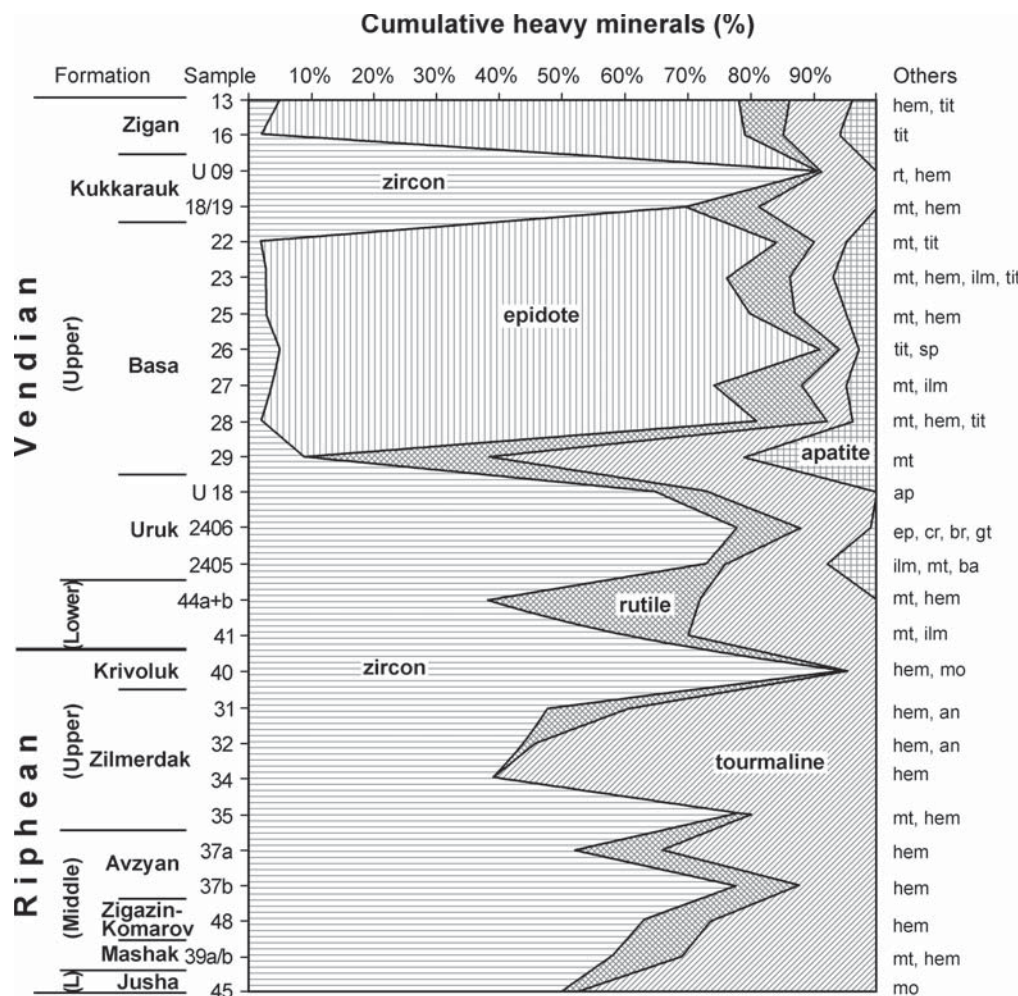 Cumulative heavy minerals (%)
Formation Sample 10% 20% 30% 40% 50% 60% 70% 80% 90% Others
13 hem, tit
Zigan
16 tit
U 09 rt, hem
Kukkarauk
zircon
18/19 mt, hem
22 mt, tit
23 mt, hem, ilm, tit
epidote
25 mt, hem
26 tit, sp
Basa
27 mt, ilm
28 mt, hem, tit
apatite
29 mt
U 18 ap
Uruk 2406 ep, cr, br, gt
2405 ilm, mt, ba
44a+b rutile mt, hem
41 mt, ilm
Krivoluk 40 zircon hem, mo
31 hem, an
32 hem, an
Zilmerdak tourmaline
34 hem
35 mt, hem
37a hem
Avzyan
37b hem
Zigazin-
Komarov
48 hem
Mashak 39a/b mt, hem
Jusha
45 mo
Vendian
(Upper)
(Lower)
Riphean
(Upper)
(Middle)
(L)